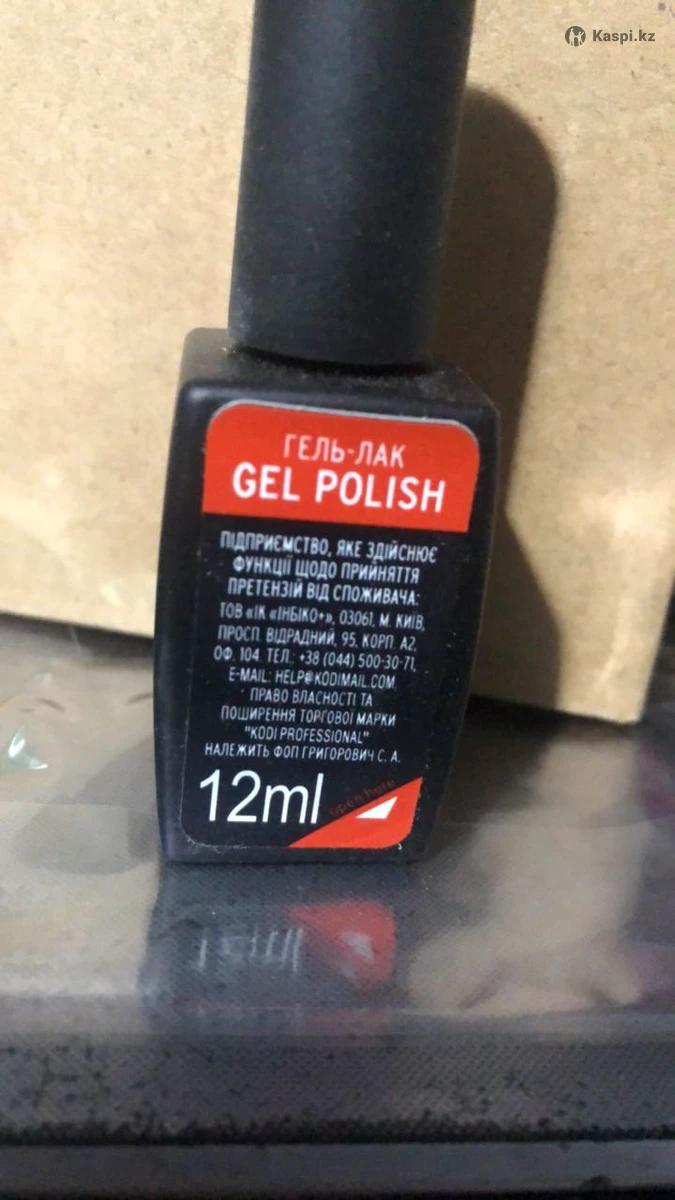 Kaspi.kz
ГЕЛЬ-ЛАК
GEL POLISH
ПІДПРИЄМСТВО, ЯКЕ ЗДІЙСНЮЄ
ФУНКЦІЇ ЩОДО ПРИЙНЯТТЯ
ПРЕТЕНЗІЙ ВІД СПОЖИВАЧА:
ТОВ «ІК «ІНБІКО+», 03061, М. КИЇВ,
ПРОСП. ВІДРАДНИЙ, 95, КОРП. А2,
ОФ. 104. ТЕЛ.: +38 (044) 500-30-71,
E-MAIL: HELP@KODIMAIL.COM
ПРАВО ВЛАСНОСТІ ТА
ПОШИРЕННЯ ТОРГОВОЇ МАРКИ
"KODI PROFESSIONAL"
НАЛЕЖИТЬ ФОП ГРИГОРОВИЧ С. А.
12ml
open here